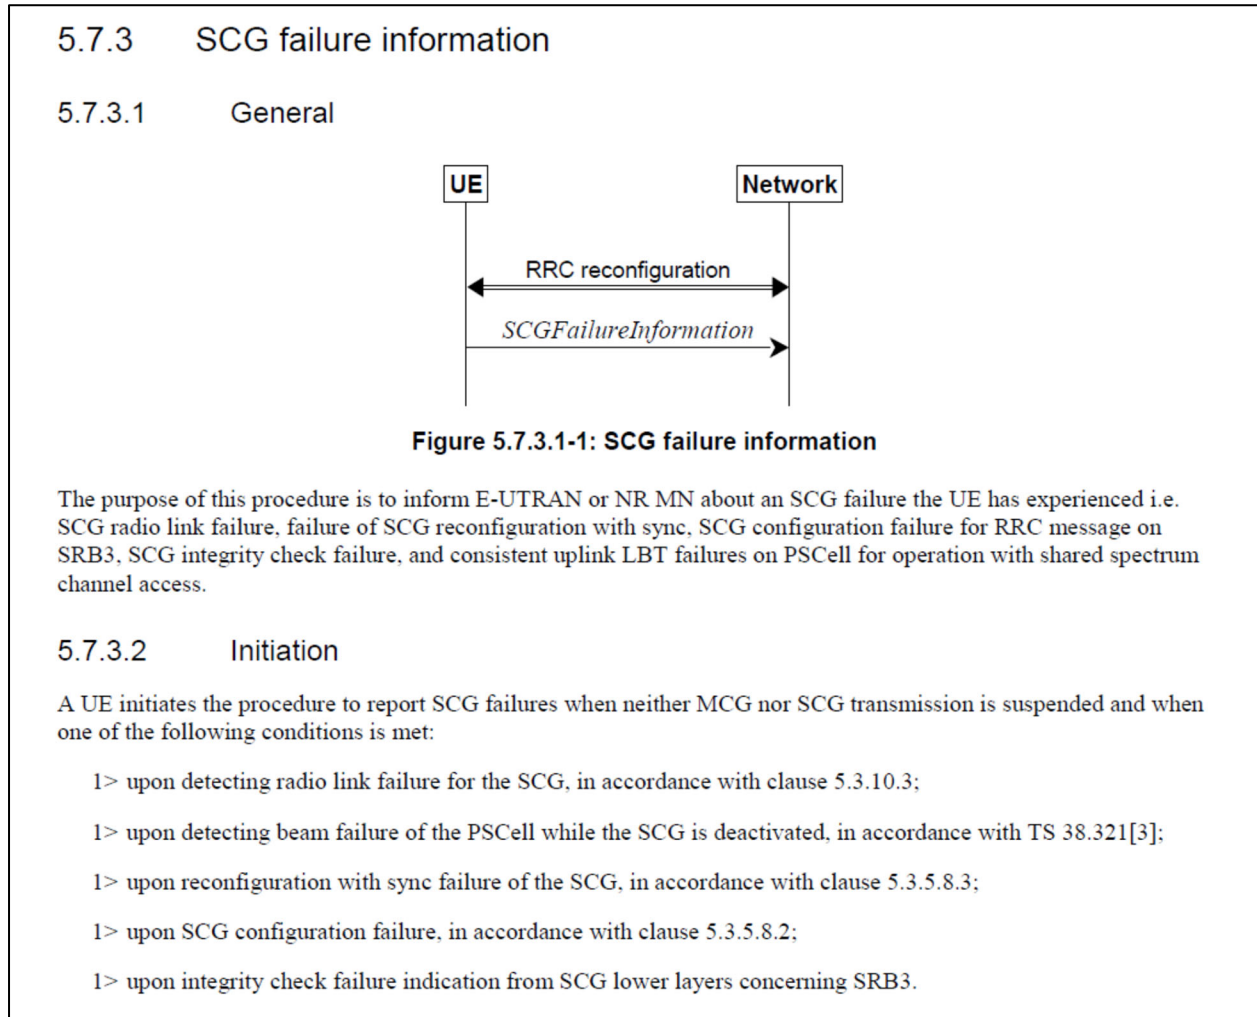 5.7.3 SCG failure information
5.7.3.1 General
UE Network
RRC reconfiguration
SCGFailureInformation
Figure 5.7.3.1-1: SCG failure information
The purpose of this procedure is to inform E-UTRAN or NR MN about an SCG failure the UE has experienced i.e.
SCG radio link failure, failure of SCG reconfiguration with sync, SCG configuration failure for RRC message on
SRB3, SCG integrity check failure, and consistent uplink LBT failures on PSCell for operation with shared spectrum
channel access.
5.7.3.2 Initiation
A UE initiates the procedure to report SCG failures when neither MCG nor SCG transmission is suspended and when
one of the following conditions is met:
1> upon detecting radio link failure for the SCG, in accordance with clause 5.3.10.3;
1> upon detecting beam failure of the PSCell while the SCG is deactivated, in accordance with TS 38.321[3];
1> upon reconfiguration with sync failure of the SCG, in accordance with clause 5.3.5.8.3;
1> upon SCG configuration failure, in accordance with clause 5.3.5.8.2;
1> upon integrity check failure indication from SCG lower layers concerning SRB3.